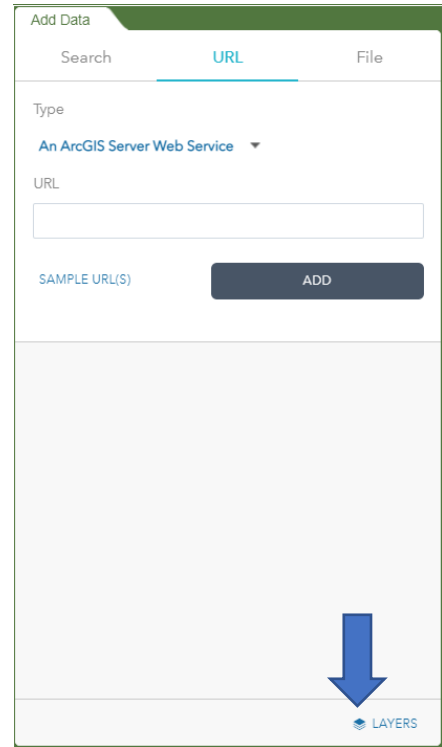 Add Data
Search URL File
Type
An ArcGIS Server Web Service
URL
SAMPLE URL(S) ADD
LAYERS